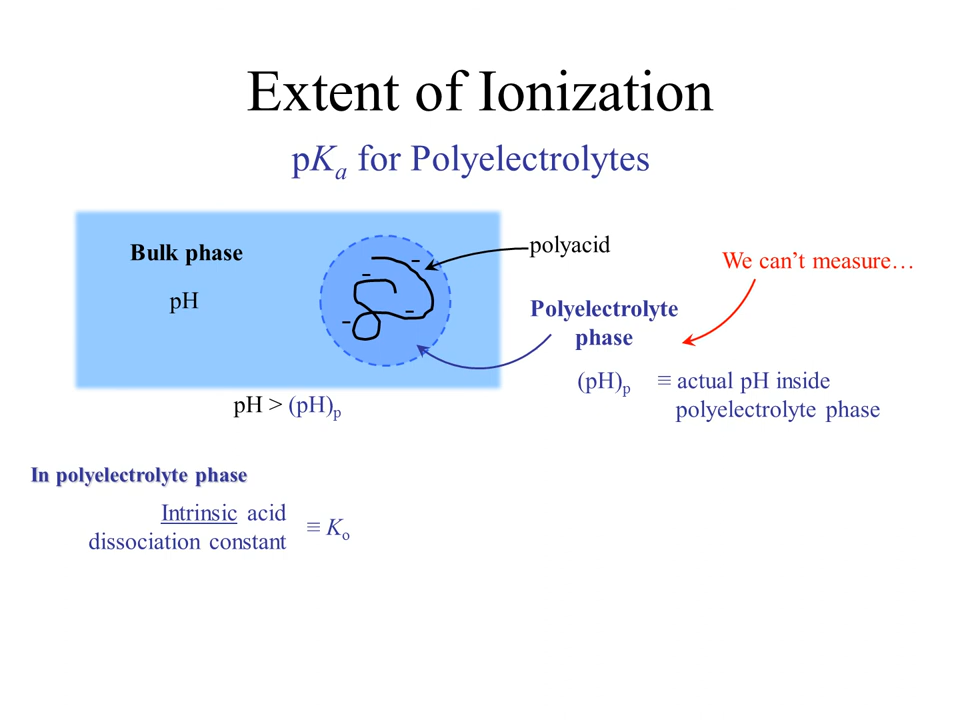 Extent of Ionization
pKa for Polyelectrolytes
Bulk phase
pH
polyacid
We can't measure…
Polyelectrolyte
phase
(pH)p ≡ actual pH inside
polyelectrolyte phase
pH > (pH)p
In polyelectrolyte phase
Intrinsic acid
dissociation constant
≡ Ko